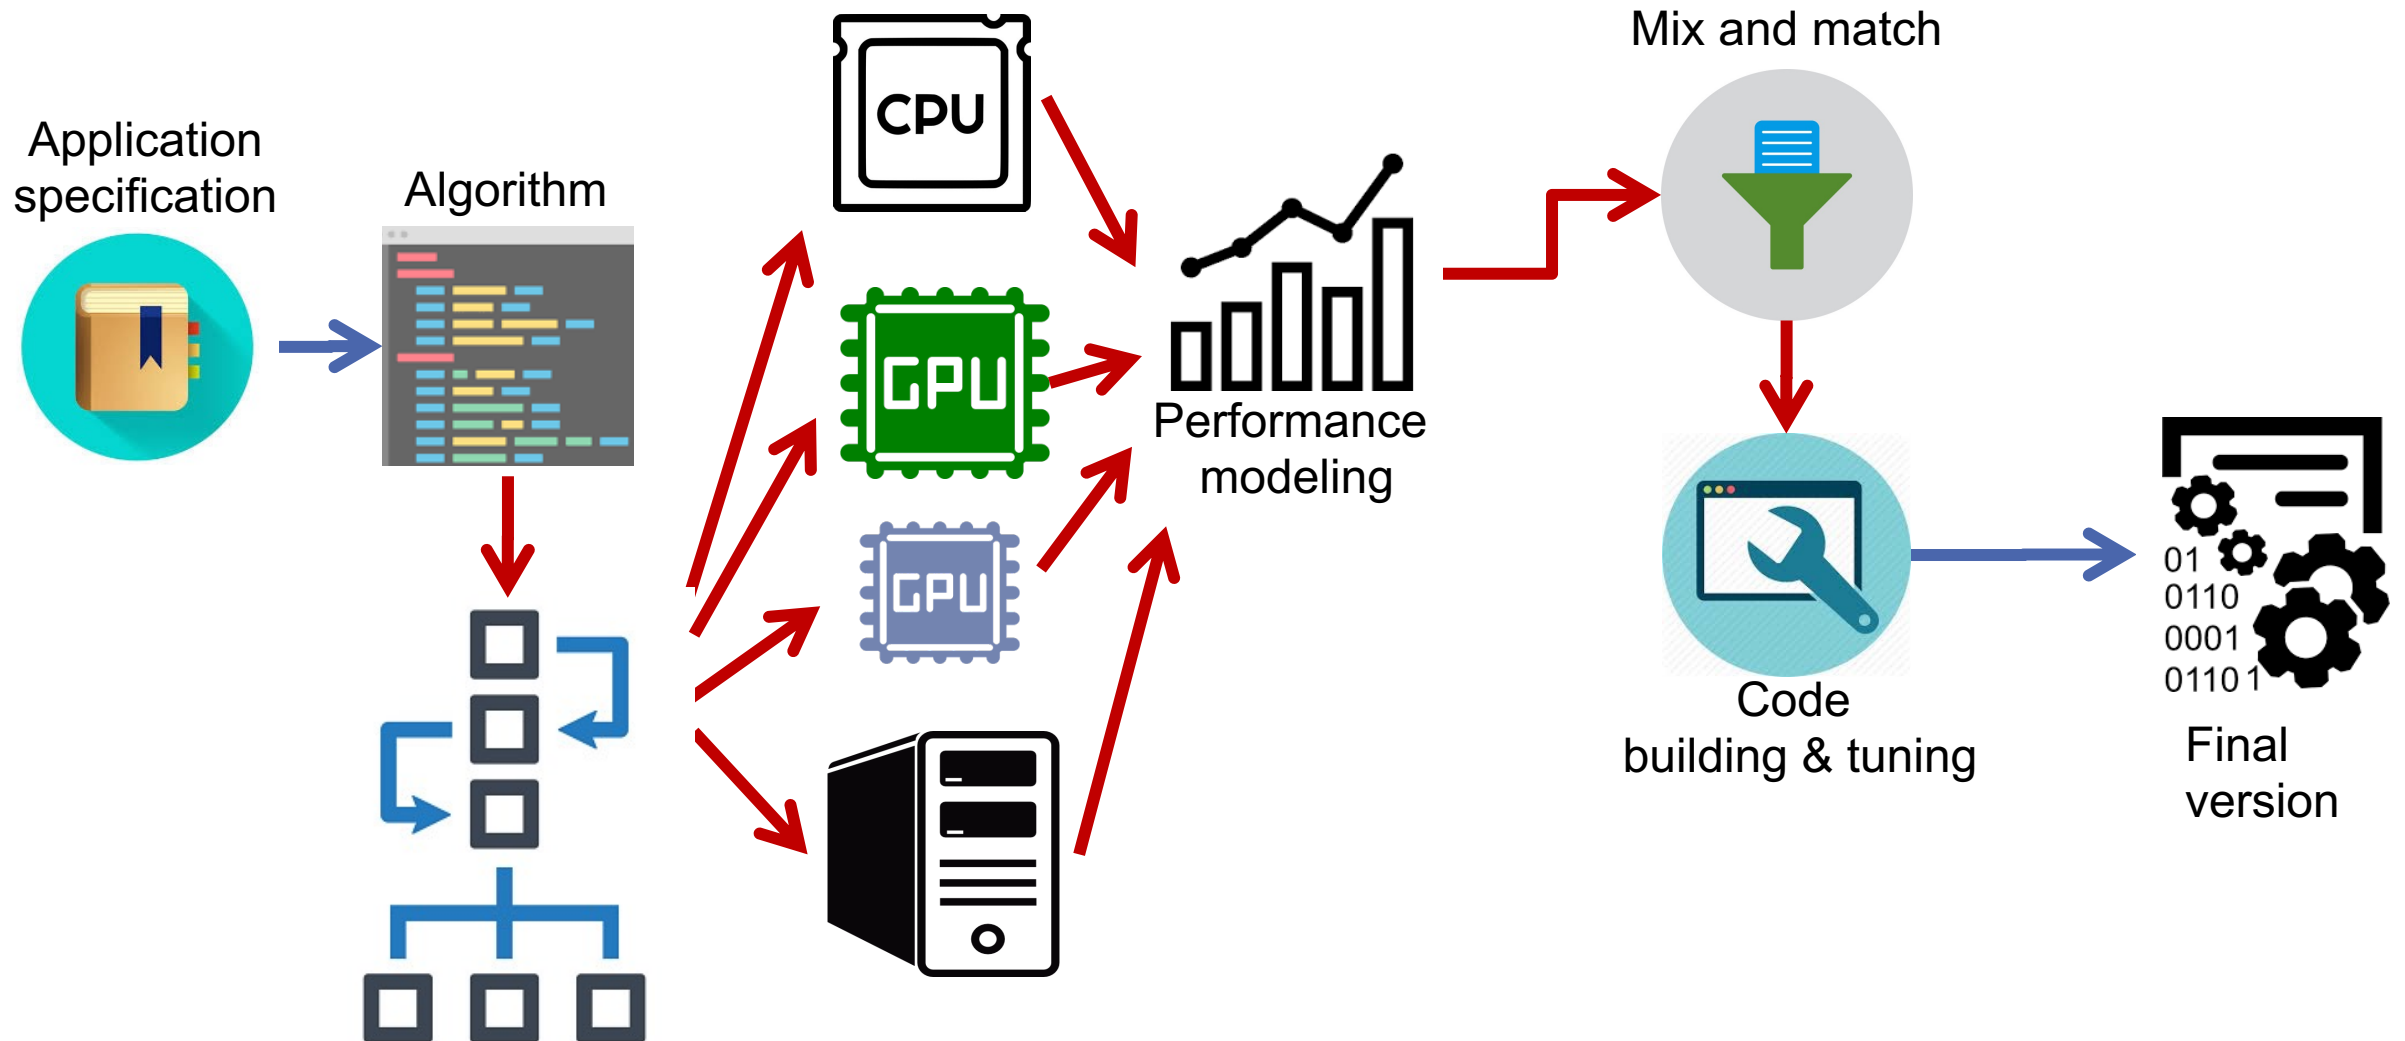 Application
specification
Algorithm
CPU
GPU
GPU
Performance
modeling
Mix and match
Code
building & tuning
01
0110
0001
0110 1
Final
version